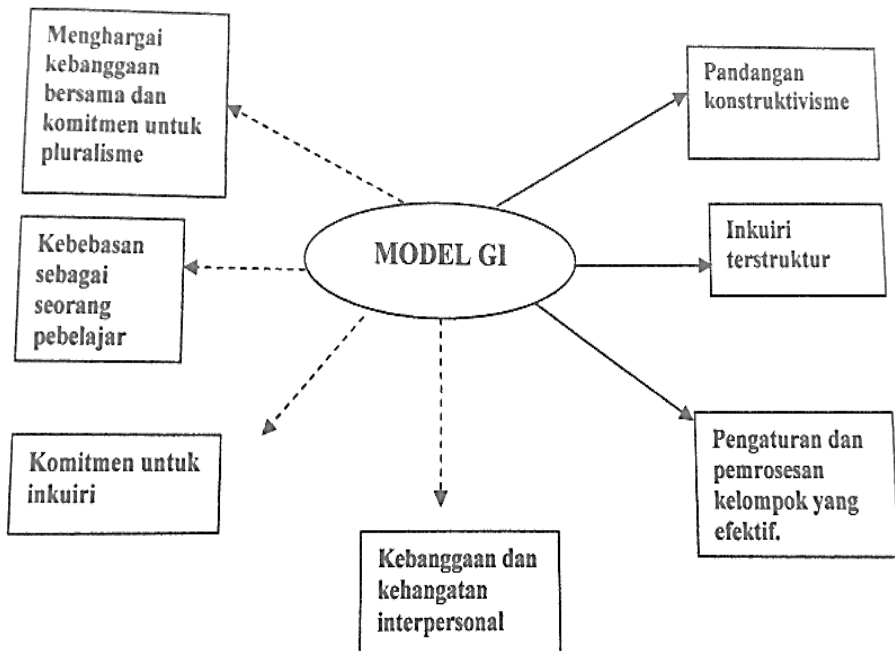 Menghargai
kebanggaan
bersama dan
komitmen untuk
pluralisme
Pandangan
konstruktivisme
Kebebasan
sebagai
seorang
pebelajar
MODEL GI
Inkuiri
terstruktur
Komitmen untuk
inkuiri
Pengaturan dan
pemrosesan
kelompok yang
efektif.
Kebanggaan dan
kehangatan
interpersonal